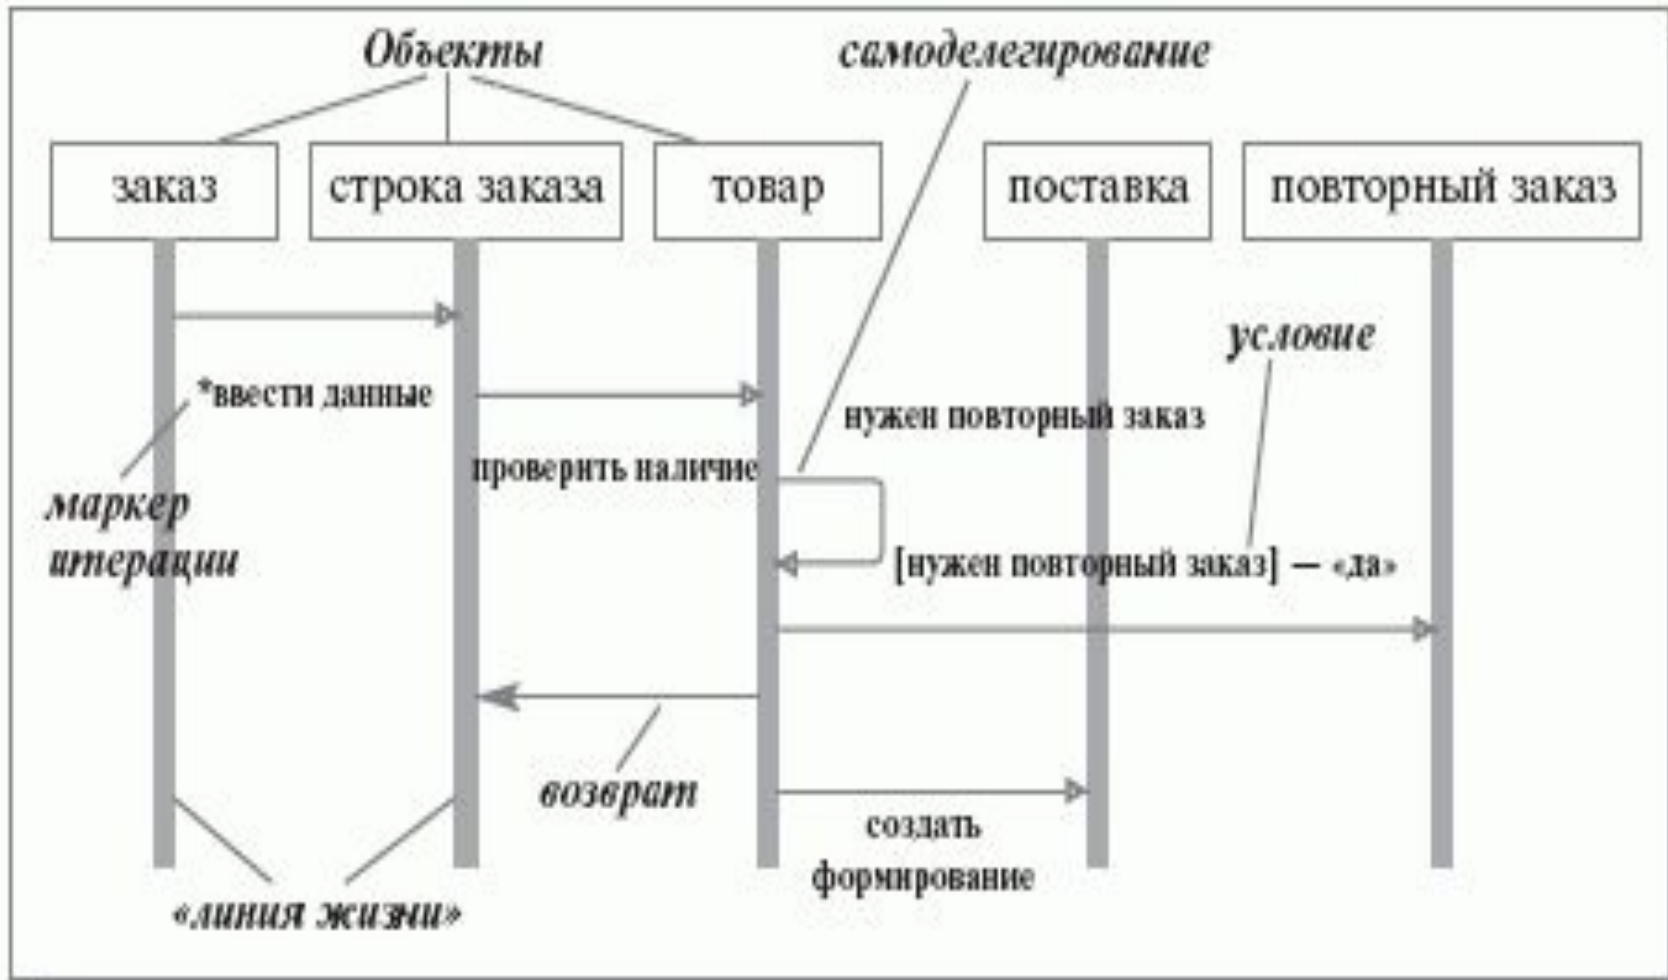 Объекты
самоделегирование
заказ
строка заказа
товар
поставка
повторный заказ
условие
*ввести данные
нужен повторный заказ
проверить наличие
маркер
итерации
[нужен повторный заказ] — «да»
возврат
создать
формирование
«линия жизни»